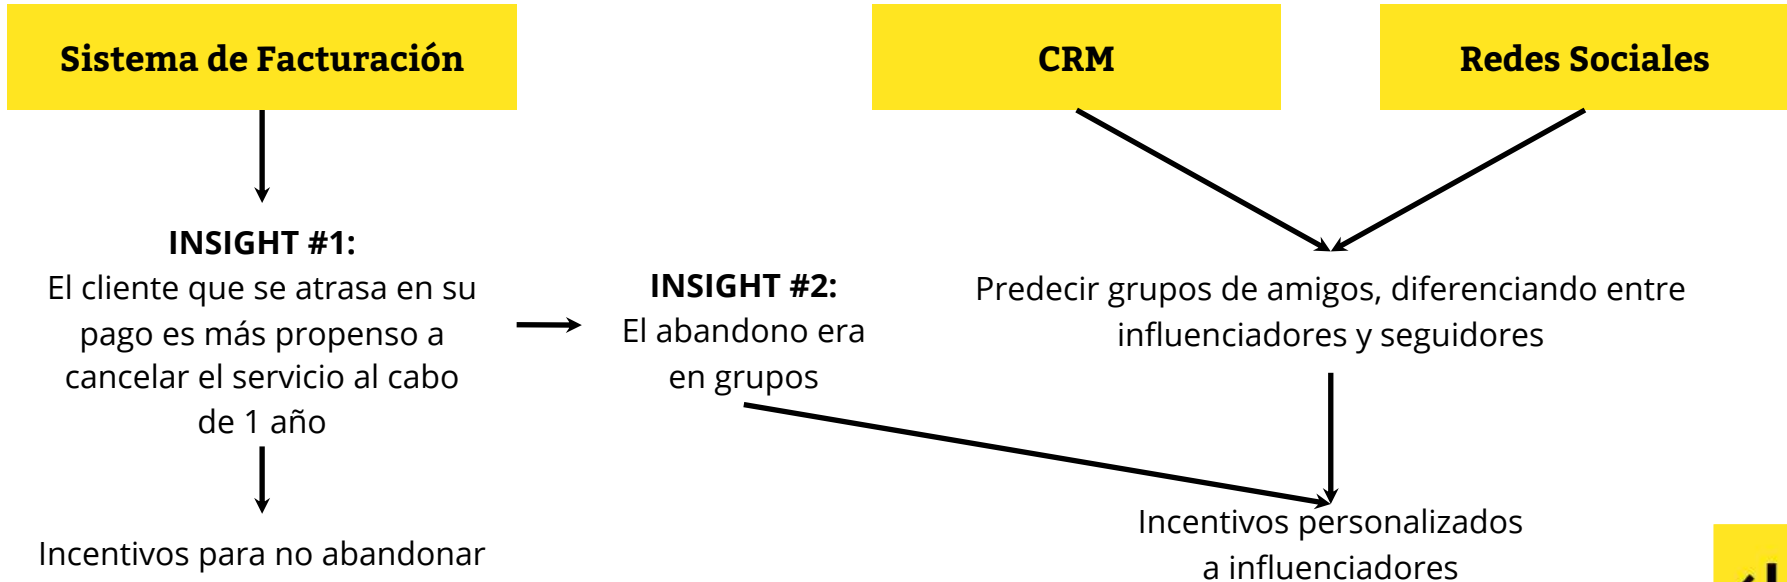 Sistema de Facturación
CRM
Redes Sociales
INSIGHT #1:
El cliente que se atrasa en su
pago es más propenso a
cancelar el servicio al cabo
de 1 año
INSIGHT #2:
El abandono era
en grupos
Predecir grupos de amigos, diferenciando entre
influenciadores y seguidores
Incentivos para no abandonar
Incentivos personalizados
a influenciadores